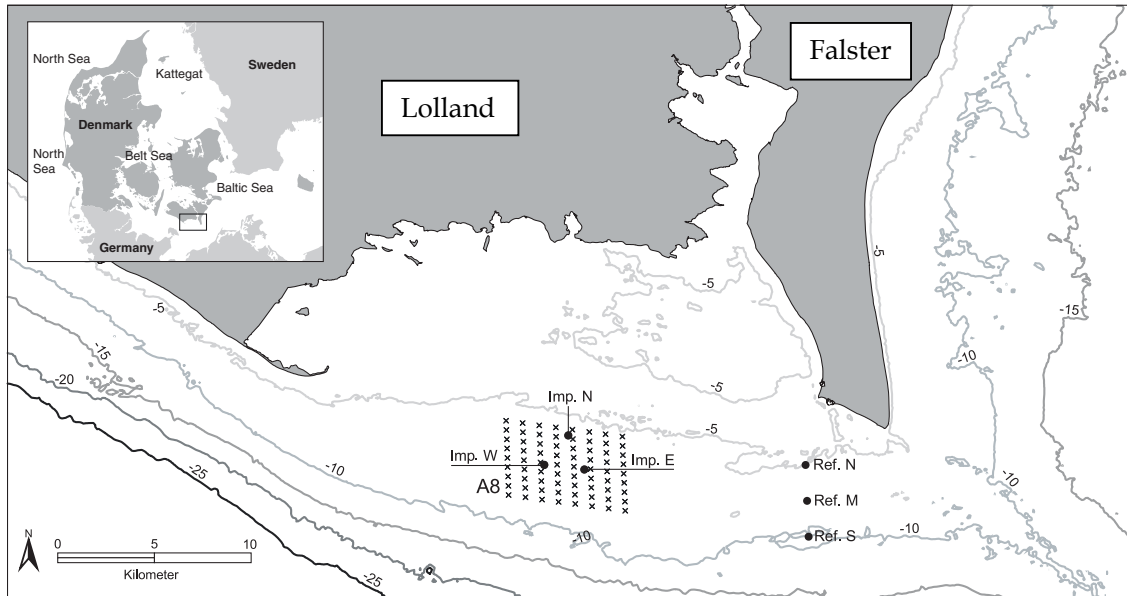 North Sea
Kattegat
Sweden
Denmark
North
Sea
Belt Sea
Baltic Sea
Germany
Lolland
Falster
-5
-5
-5
-5
-5
-15
-10
-15
-20
-10
-25
-10
-10
-10
-25
Imp. N
Imp. W
Imp. E
A8
Ref. N
Ref. M
Ref. S
N
0
5
10
Kilometer